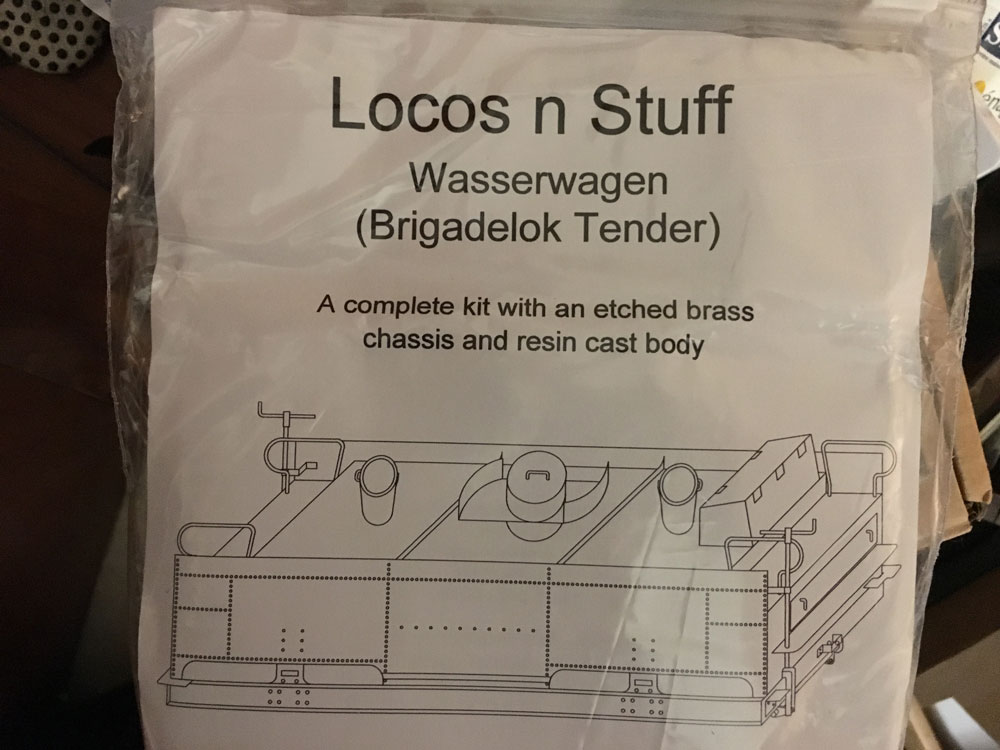 Locos n Stuff
Wasserwagen
(Brigadelok Tender)
A complete kit with an etched brass
chassis and resin cast body